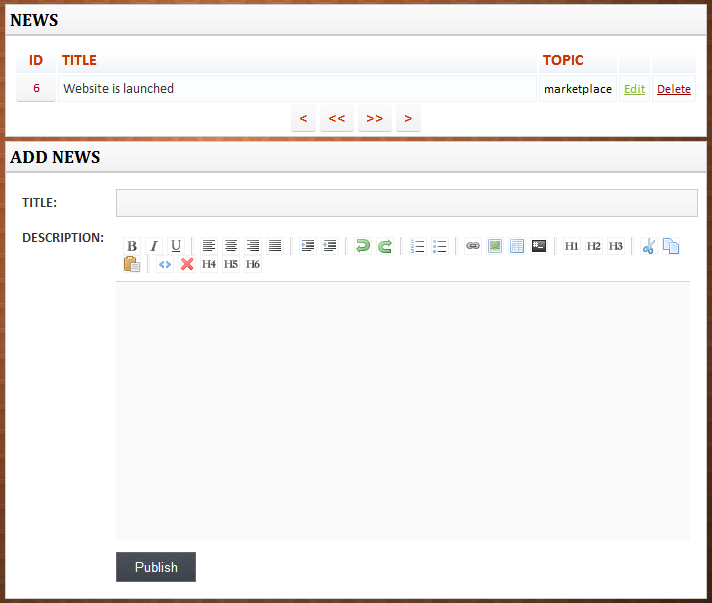 NEWS
ID TITLE TOPIC
6 Website is launched marketplace Edit Delete
< << >> >
ADD NEWS
TITLE:
DESCRIPTION:
B I U H1 H2 H3
<> H4 H5 H6
Publish